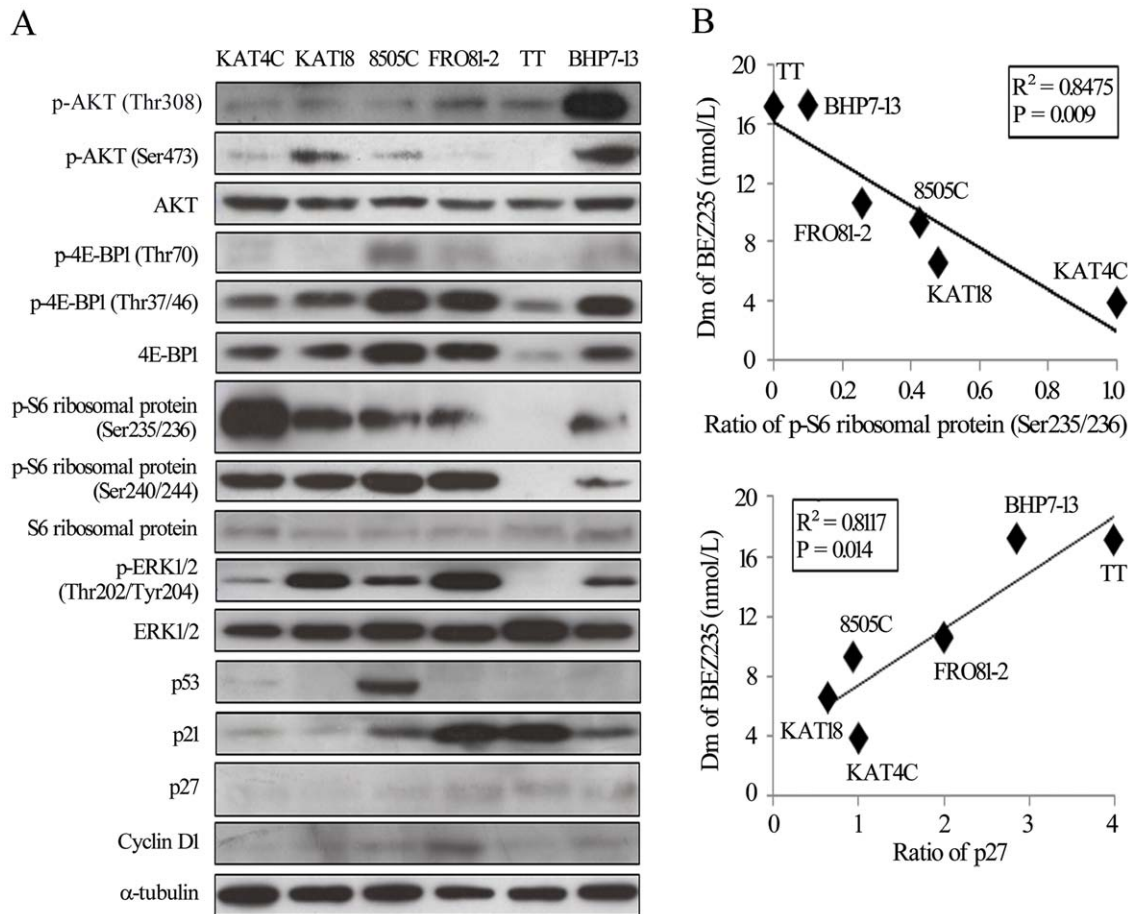 A
KAT4C KAT18 8505C FRO81-2 TT BHP7-13
p-AKT (Thr308)
p-AKT (Ser473)
AKT
p-4E-BP1 (Thr70)
p-4E-BP1 (Thr37/46)
4E-BP1
p-S6 ribosomal protein
(Ser235/236)
p-S6 ribosomal protein
(Ser240/244)
S6 ribosomal protein
p-ERK1/2
(Thr202/Tyr204)
ERK1/2
p53
p21
p27
Cyclin D1
α-tubulin
B
Dm of BEZ235 (nmol/L)
20
16
12
8
4
0
TT
BHP7-13
R² = 0.8475
P = 0.009
FRO81-2
8505C
KAT18
KAT4C
0.0 0.2 0.4 0.6 0.8 1.0
Ratio of p-S6 ribosomal protein (Ser235/236)
Dm of BEZ235 (nmol/L)
20
16
12
8
4
0
R² = 0.8117
P = 0.014
BHP7-13
TT
8505C
FRO81-2
KAT18
KAT4C
0 1 2 3 4
Ratio of p27